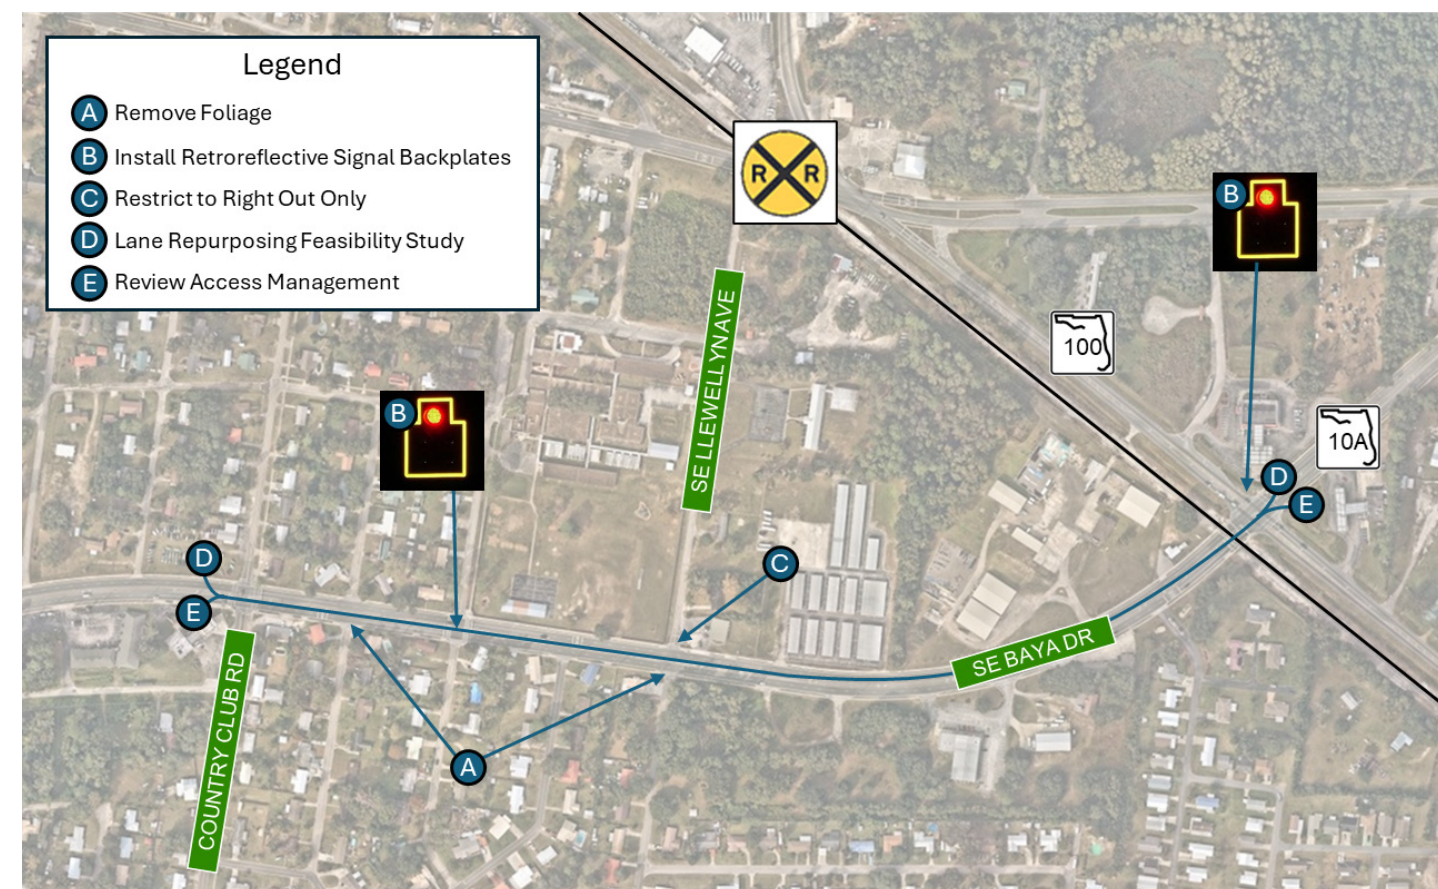 Legend
A Remove Foliage
B Install Retroreflective Signal Backplates
C Restrict to Right Out Only
D Lane Repurposing Feasibility Study
E Review Access Management
R R
B
SE LLEWELLYN AVE
100
10A
B
D
E
D
E
C
SE BAYA DR
COUNTRY CLUB RD
A